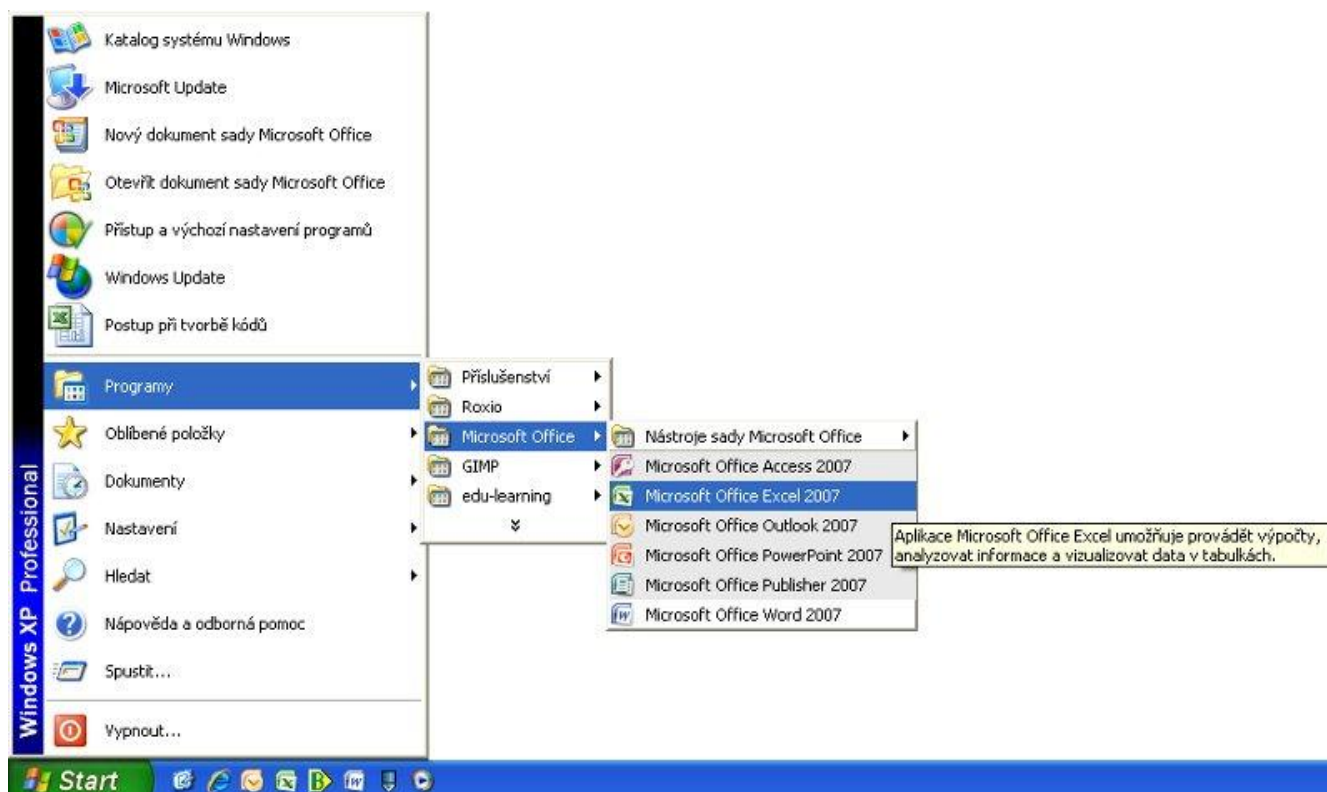 Katalog systému Windows
Microsoft Update
Nový dokument sady Microsoft Office
Otevřít dokument sady Microsoft Office
Přístup a výchozí nastavení programů
Windows Update
Postup při tvorbě kódů
Programy
Oblíbené položky
Dokumenty
Nastavení
Hledat
Nápověda a odborná pomoc
Spustit...
Vypnout...
Windows XP Professional
Příslušenství
Roxio
Microsoft Office
GIMP
edu-learning
Nástroje sady Microsoft Office
Microsoft Office Access 2007
Microsoft Office Excel 2007
Microsoft Office Outlook 2007
Microsoft Office PowerPoint 2007
Microsoft Office Publisher 2007
Microsoft Office Word 2007
Aplikace Microsoft Office Excel umožňuje provádět výpočty,
analyzovat informace a vizualizovat data v tabulkách.
Start